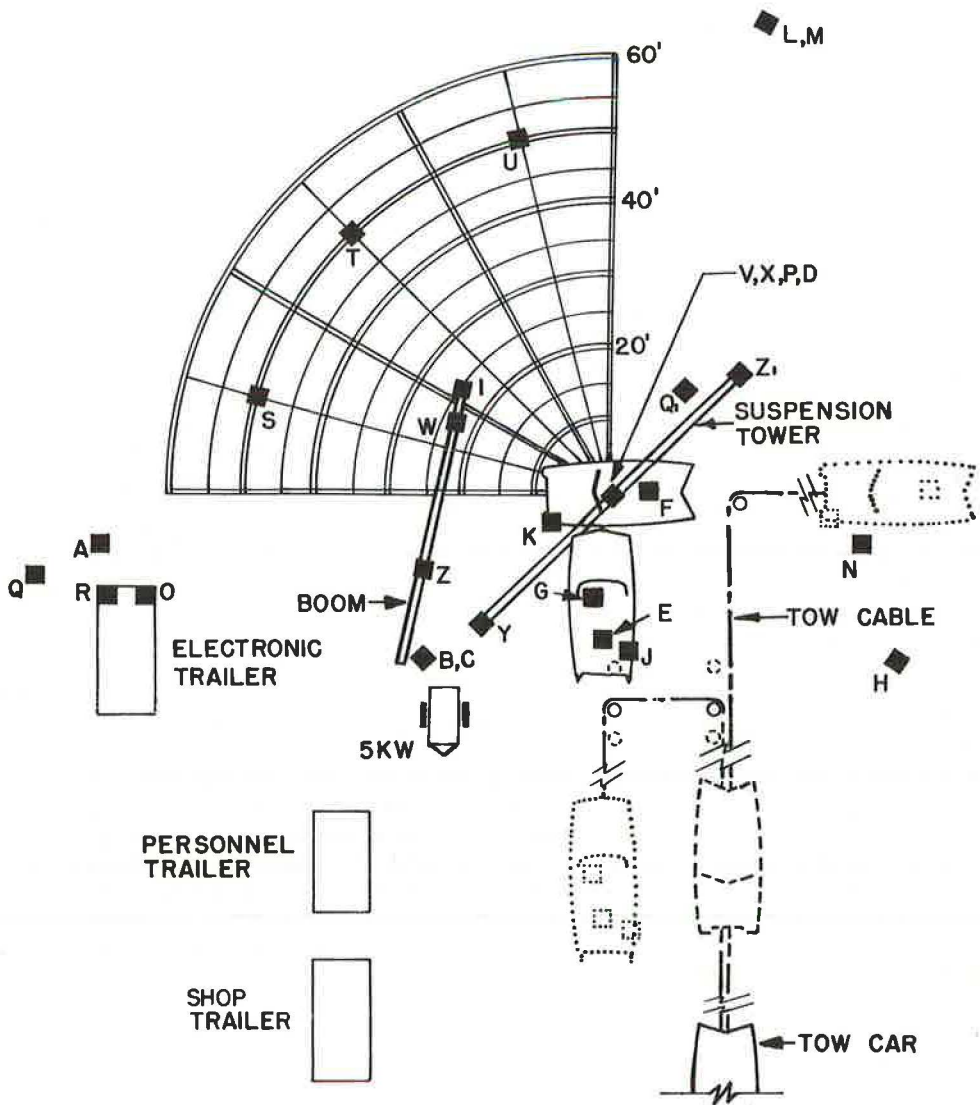 L,M
60'
U
40'
T
V,X,P,D
20'
I
Z₁
Q₁
S
W
SUSPENSION
TOWER
F
K
A
N
Q
Z
R
O
G
BOOM
Y
E
TOW CABLE
ELECTRONIC
TRAILER
B,C
J
H
5KW
PERSONNEL
TRAILER
SHOP
TRAILER
TOW CAR